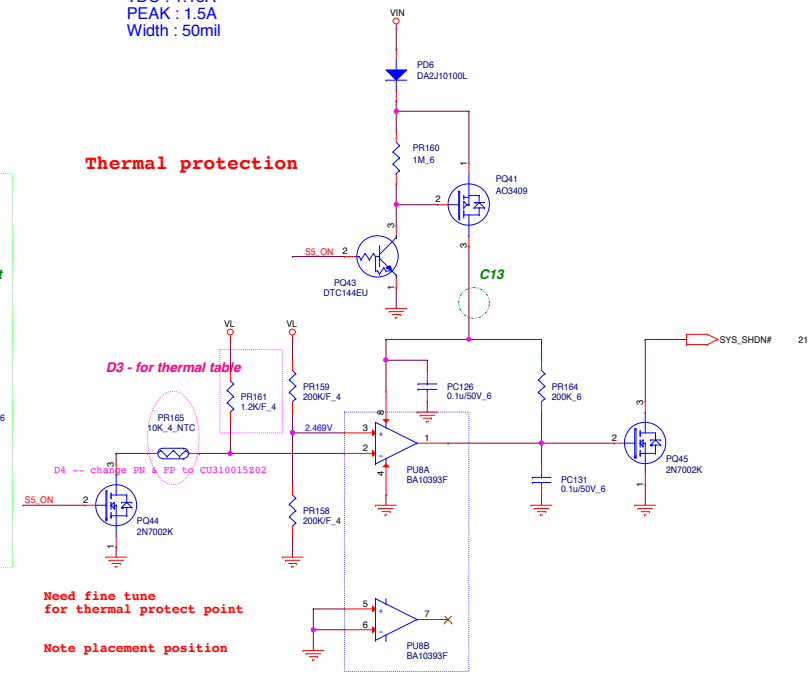 PEAK : 1.5A
Width : 50mil
VIN
PD6
DA2J10100L
Thermal protection
PR160
1M_6
1
PQ41
AO3409
2
3
3
S5_ON
2
PQ43
DTC144EU
1
C13
VL
VL
SYS_SHDN#
21
D3 - for thermal table
PR161
1.2K/F_4
PR159
200K/F_4
PC126
0.1u/50V_6
PR164
200K_6
6
PR165
10K_4_NTC
8
3
2.469V
3
+
1
2
-
2
PQ45
2N7002K
D4 -- change PN & FP to CU310015Z02
3
4
PU8A
BA10393F
PC131
0.1u/50V_6
1
S5_ON
2
PQ44
2N7002K
1
PR158
200K/F_4
Need fine tune
for thermal protect point
5
+
7
6
-
Note placement position
PU8B
BA10393F